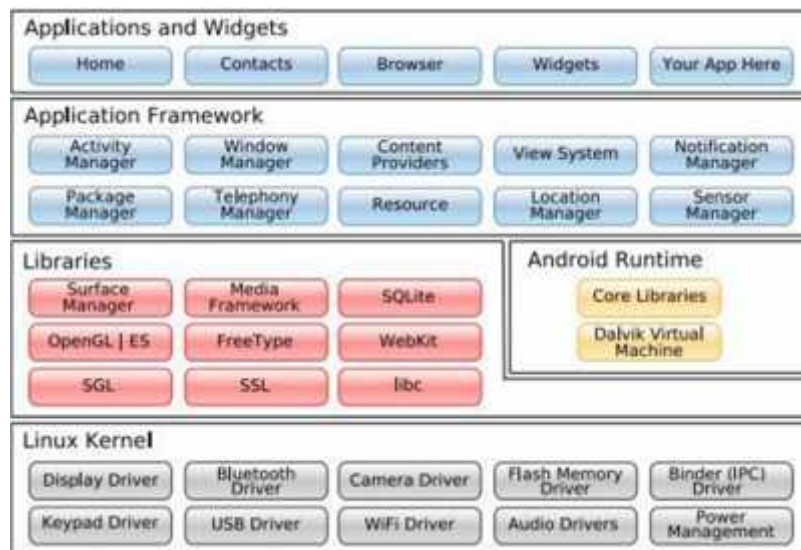 Applications and Widgets
Home Contacts Browser Widgets Your App Here
Application Framework
Activity Manager Window Manager Content Providers View System Notification Manager
Package Manager Telephony Manager Resource Location Manager Sensor Manager
Libraries
Surface Manager Media Framework SQLite
OpenGL | ES FreeType WebKit
SGL SSL libc
Android Runtime
Core Libraries
Dalvik Virtual Machine
Linux Kernel
Display Driver Bluetooth Driver Camera Driver Flash Memory Driver Binder (IPC) Driver
Keypad Driver USB Driver WiFi Driver Audio Drivers Power Management